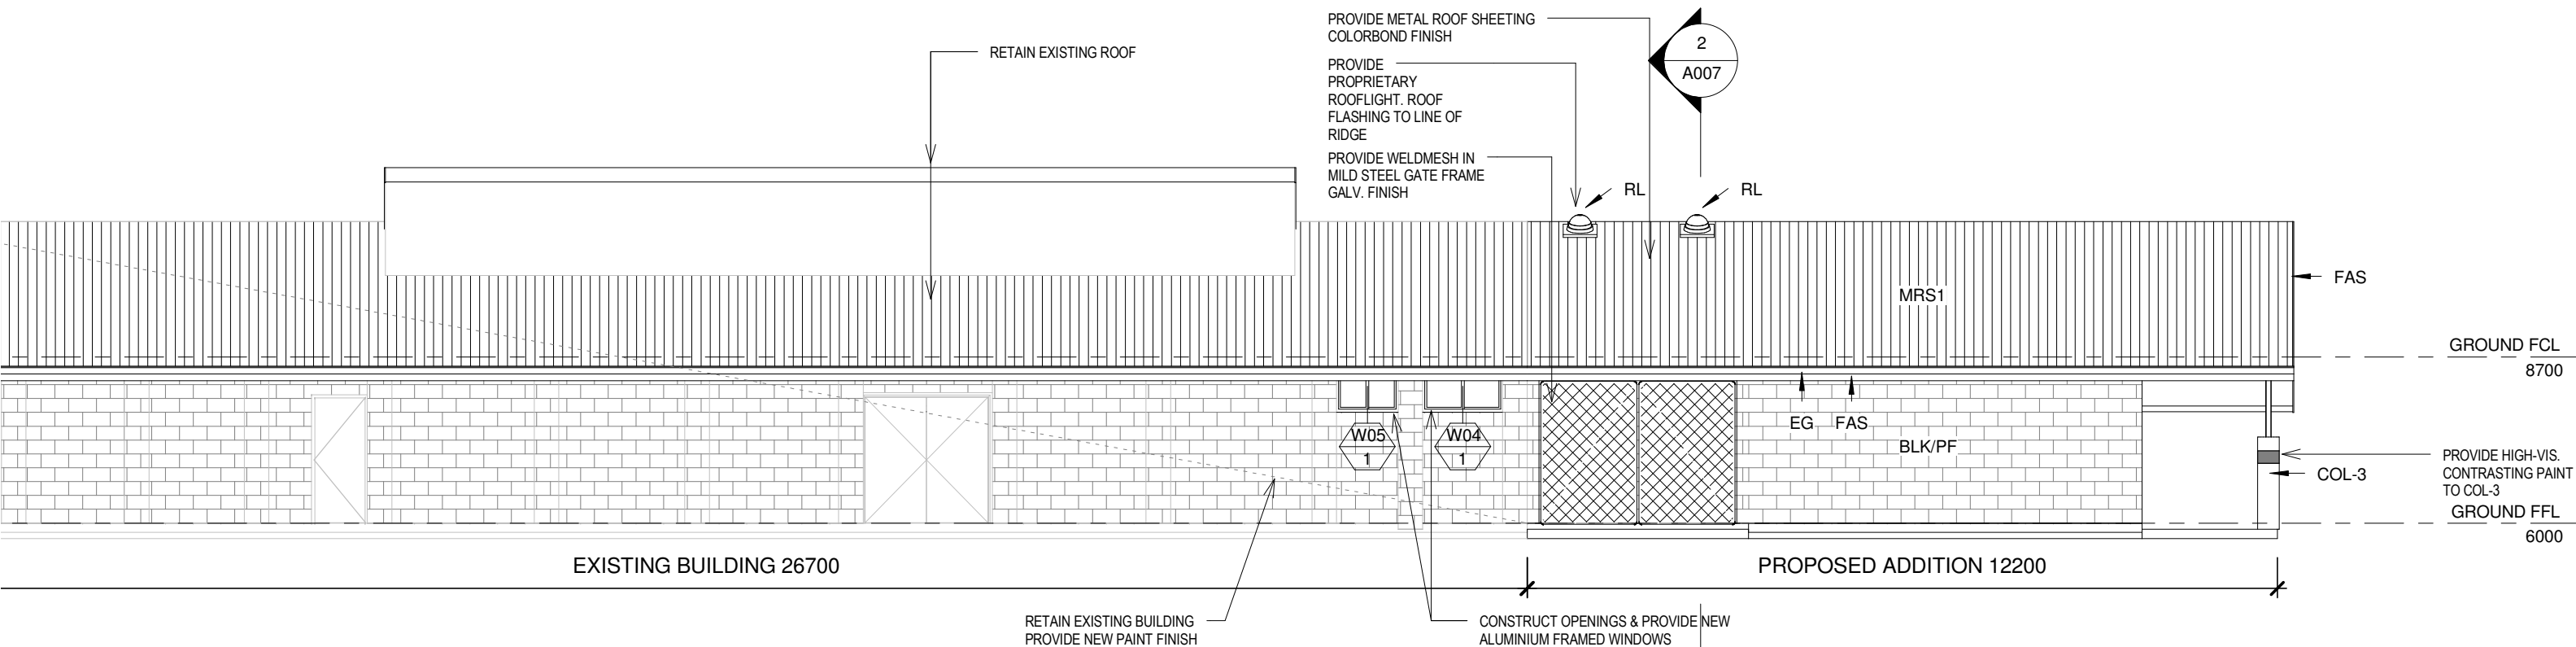 RETAIN EXISTING ROOF
PROVIDE METAL ROOF SHEETING
COLORBOND FINISH
PROVIDE
PROPRIETARY
ROOFLIGHT. ROOF
FLASHING TO LINE OF
RIDGE
PROVIDE WELDMESH IN
MILD STEEL GATE FRAME
GALV. FINISH
2
A007
RL
RL
FAS
MRS1
GROUND FCL
8700
EG
FAS
BLK/PF
W05
1
W04
1
COL-3
PROVIDE HIGH-VIS.
CONTRASTING PAINT
TO COL-3
GROUND FFL
6000
EXISTING BUILDING 26700
PROPOSED ADDITION 12200
RETAIN EXISTING BUILDING
PROVIDE NEW PAINT FINISH
CONSTRUCT OPENINGS & PROVIDE NEW
ALUMINIUM FRAMED WINDOWS